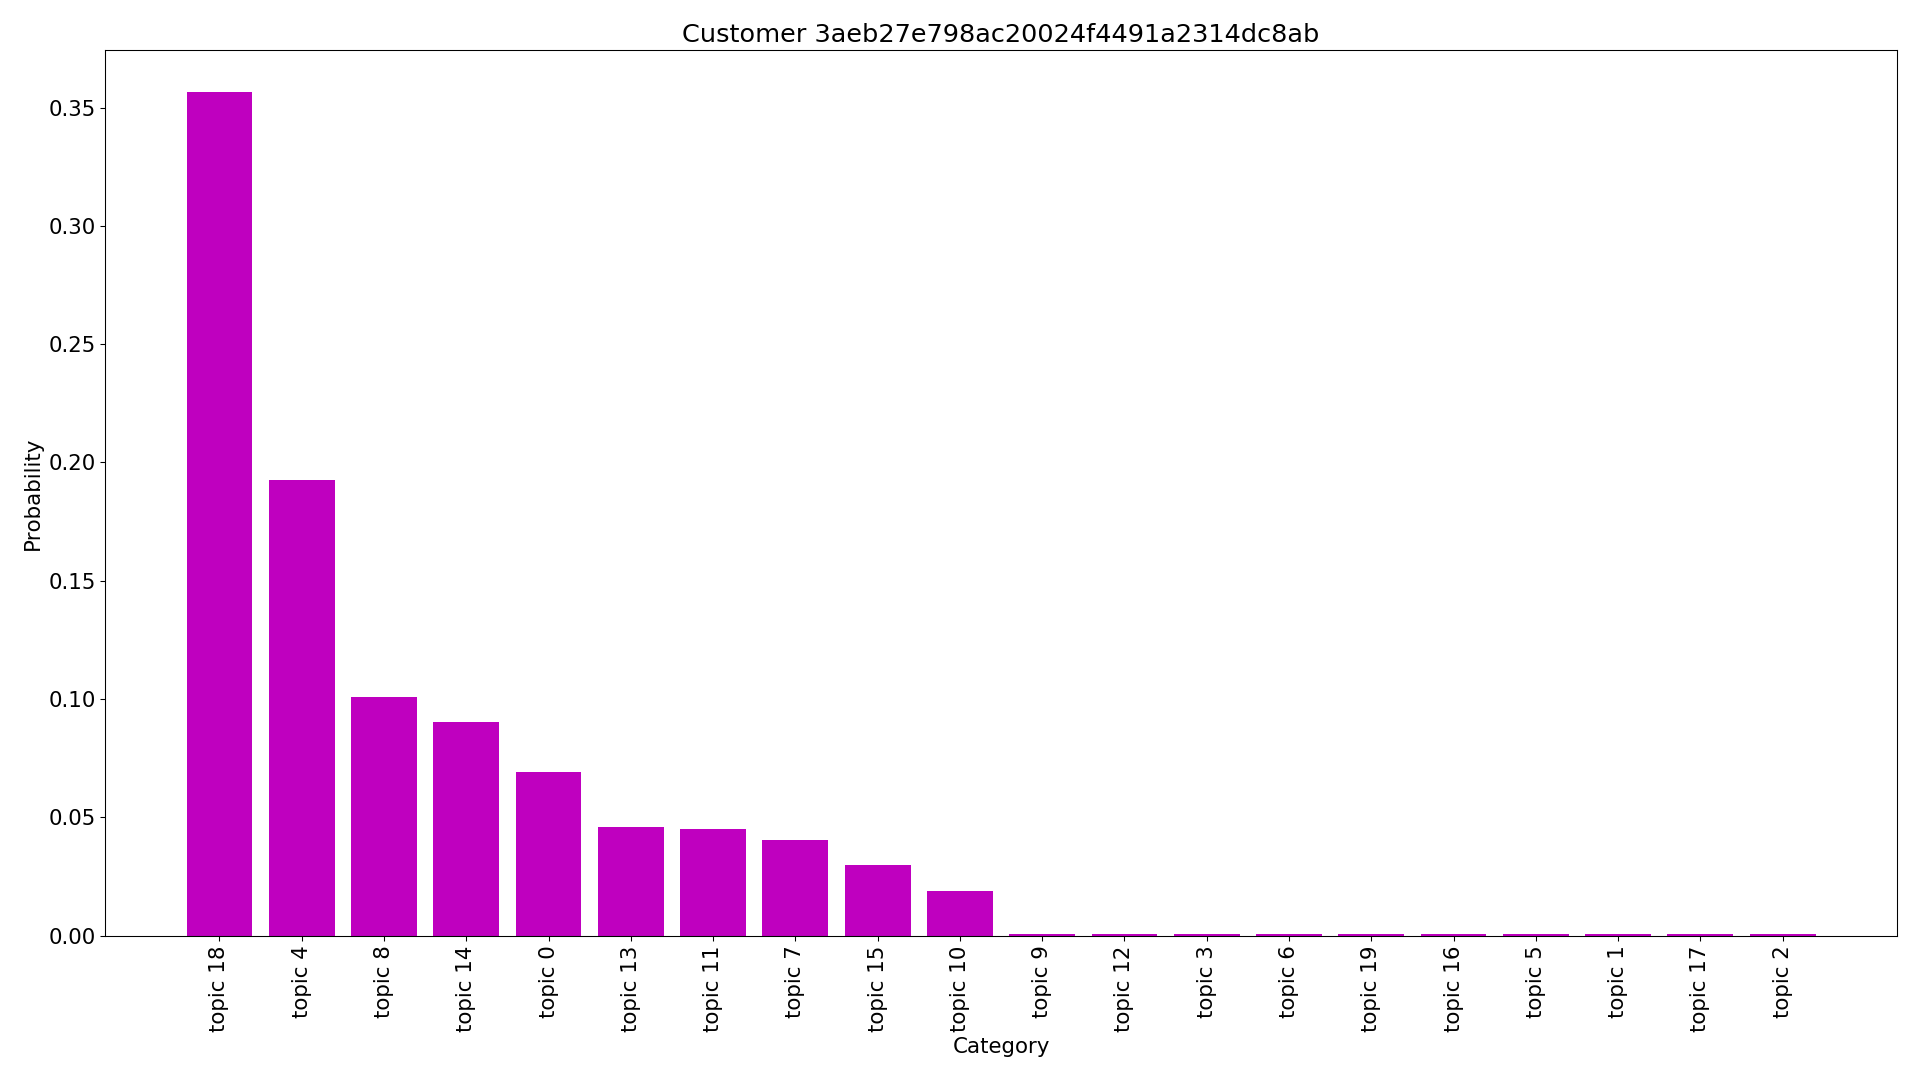 Customer 3aeb27e798ac20024f4491a2314dc8ab
Probability
0.35
0.30
0.25
0.20
0.15
0.10
0.05
0.00
topic 18
topic 4
topic 8
topic 14
topic 0
topic 13
topic 11
topic 7
topic 15
topic 10
topic 9
topic 12
topic 3
topic 6
topic 19
topic 16
topic 5
topic 1
topic 17
topic 2
Category